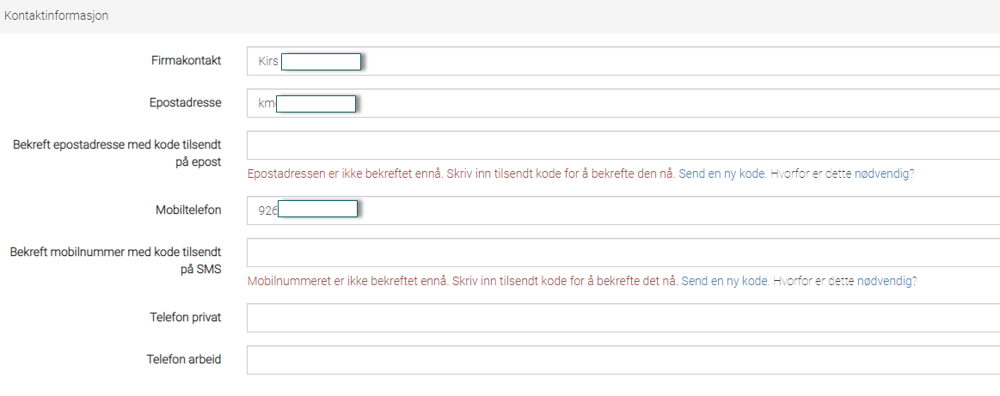 Kontaktinformasjon
Firmakontakt
Kirs
Epostadresse
km
Bekreft epostadresse med kode tilsendt
på epost
Epostadressen er ikke bekreftet ennå. Skriv inn tilsendt kode for å bekrefte den nå. Send en ny kode. Hvorfor er dette nødvendig?
Mobiltelefon
926
Bekreft mobilnummer med kode tilsendt
på SMS
Mobilnummeret er ikke bekreftet ennå. Skriv inn tilsendt kode for å bekrefte det nå. Send en ny kode. Hvorfor er dette nødvendig?
Telefon privat
Telefon arbeid